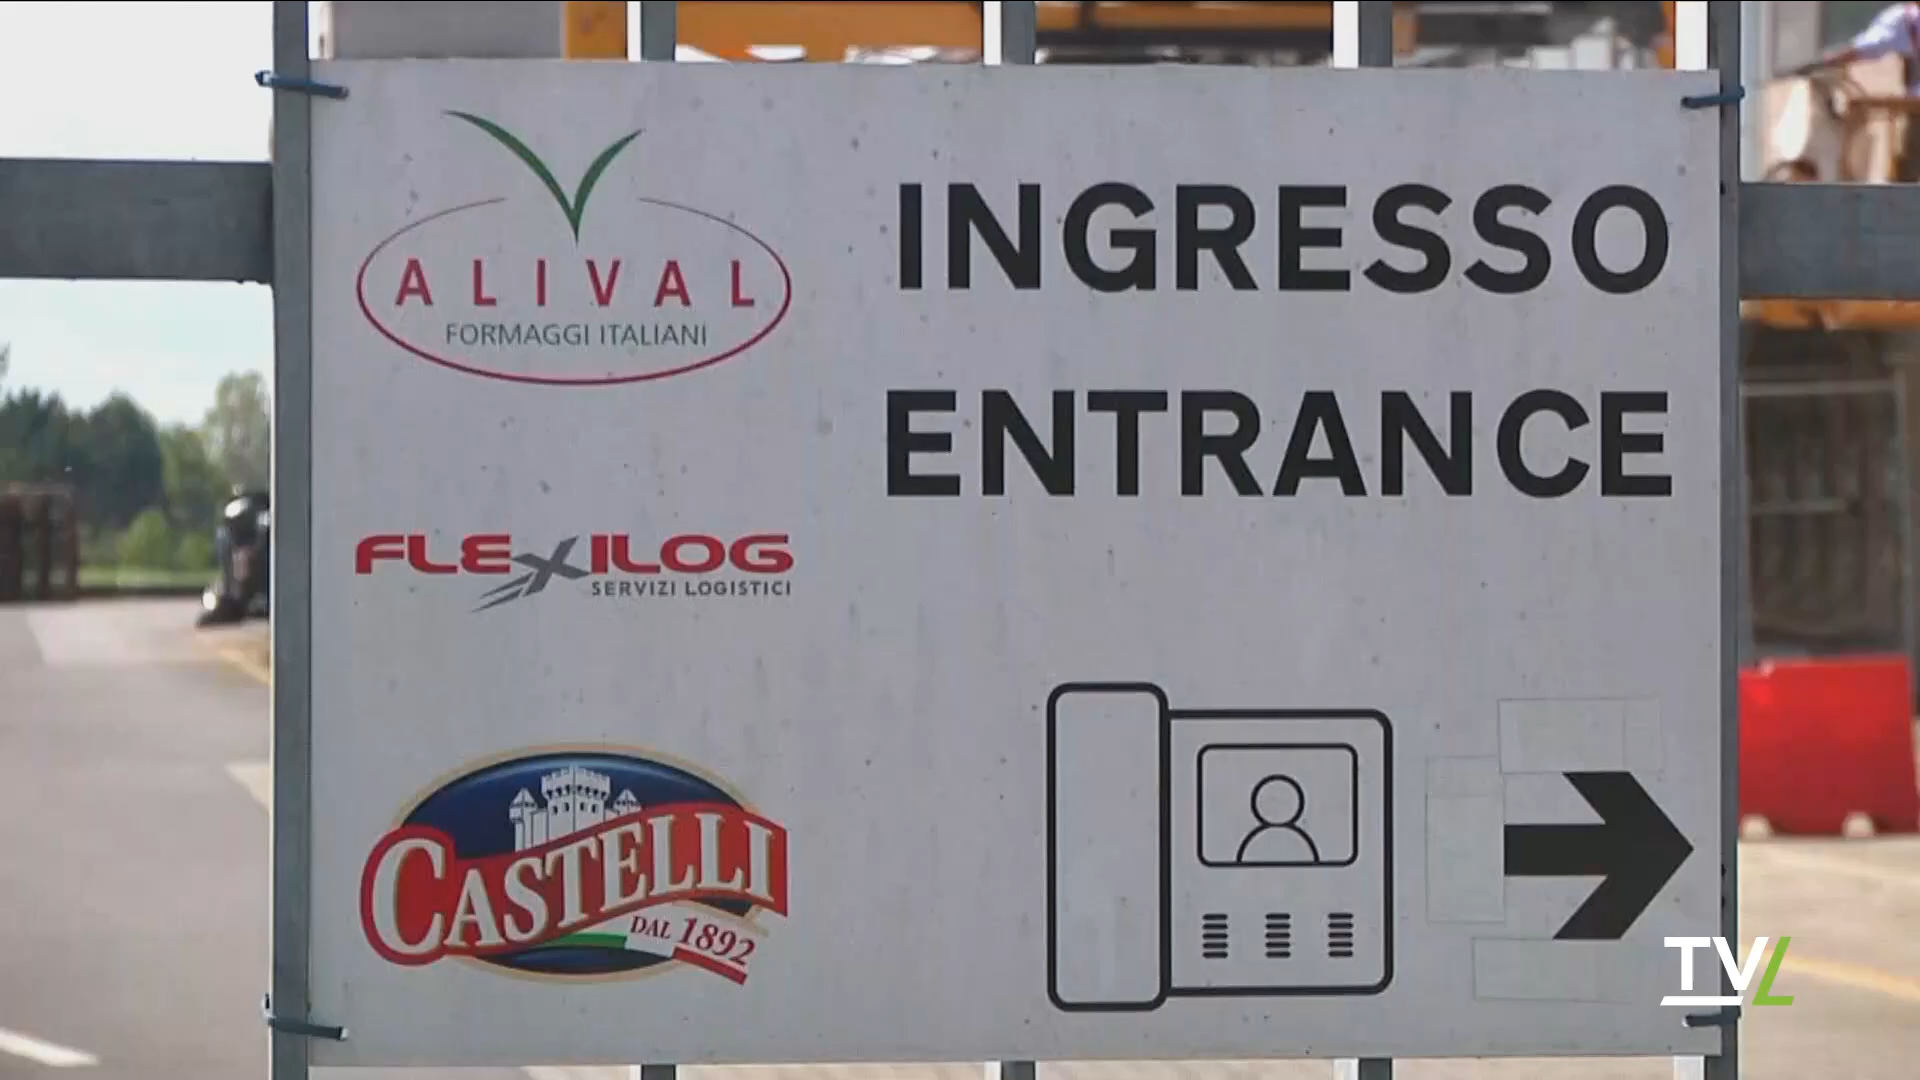 ALIVAL
FORMAGGI ITALIANI
INGRESSO
ENTRANCE
FLEXILOG
SERVIZI LOGISTICI
CASTELLI
DAL 1892
TVL